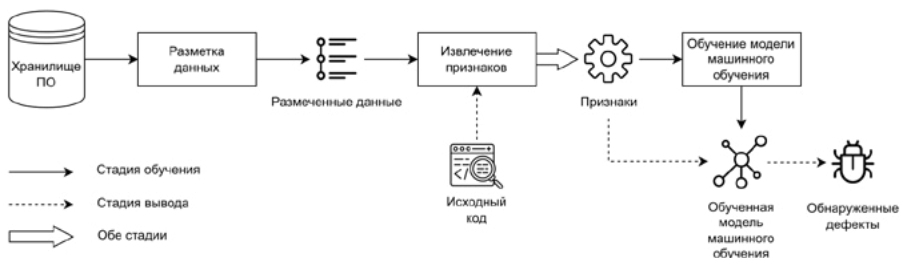 Хранилище
ПО
Разметка
данных
Размеченные данные
Извлечение
признаков
Признаки
Обучение модели
машинного
обучения
Исходный
код
Обученная
модель
машинного
обучения
Обнаруженные
дефекты
Стадия обучения
Стадия вывода
Обе стадии